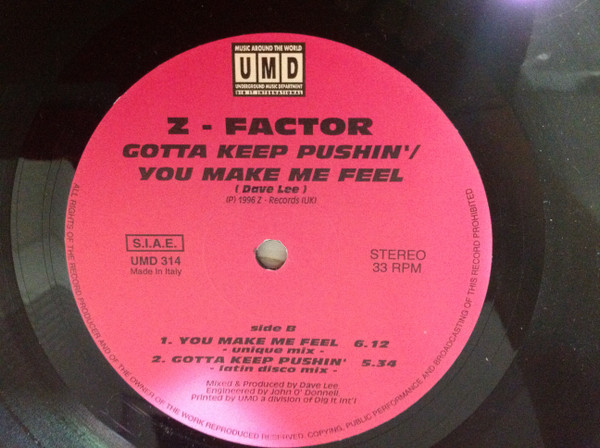 MUSIC AROUND THE WORLD
UMD
UNDERGROUND MUSIC DEPARTMENT
DIG IT INTERNATIONAL
Z - FACTOR
GOTTA KEEP PUSHIN'/
YOU MAKE ME FEEL
( Dave Lee )
(P) 1996 Z - Records (UK)
S.I.A.E.
UMD 314
Made in Italy
STEREO
33 RPM
side B
1. YOU MAKE ME FEEL 6.12
- unique mix -
2. GOTTA KEEP PUSHIN' 5.34
- latin disco mix -
Mixed & Produced by Dave Lee
Engineered by John O' Donnell
Printed by UMD a division of Dig It Int'l
ALL RIGHTS OF THE RECORD PRODUCER AND OF THE OWNER OF THE WORK REPRODUCED RESERVED. COPYING, PUBLIC PERFORMANCE AND BROADCASTING OF THIS RECORD PROHIBITED